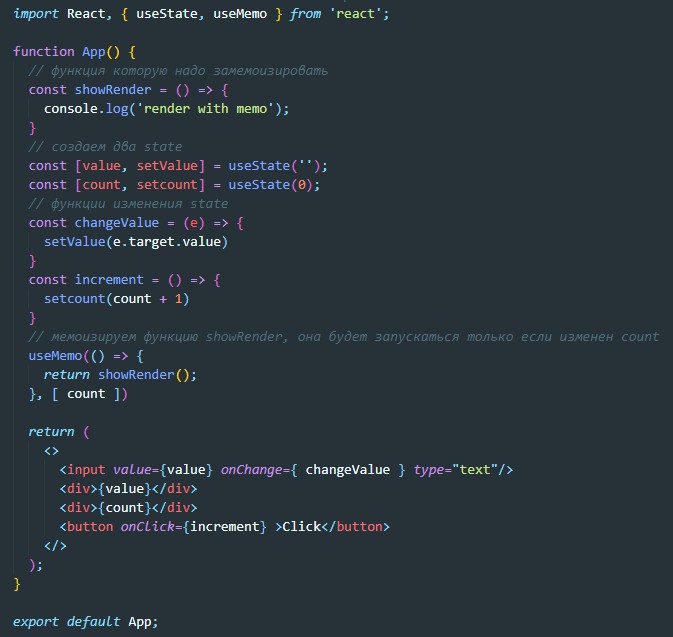 import React, { useState, useMemo } from 'react';
function App() {
// функция которую надо замемоизировать
const showRender = () => {
console.log('render with memo');
}
// создаем два state
const [value, setValue] = useState('');
const [count, setcount] = useState(0);
// функции изменения state
const changeValue = (e) => {
setValue(e.target.value)
}
const increment = () => {
setcount(count + 1)
}
// мемоизируем функцию showRender, она будет запускаться только если изменен count
useMemo(() => {
return showRender();
}, [ count ])
return (
<>
<input value={value} onChange={ changeValue } type="text"/>
<div>{value}</div>
<div>{count}</div>
<button onClick={increment} >Click</button>
</>
);
}
export default App;